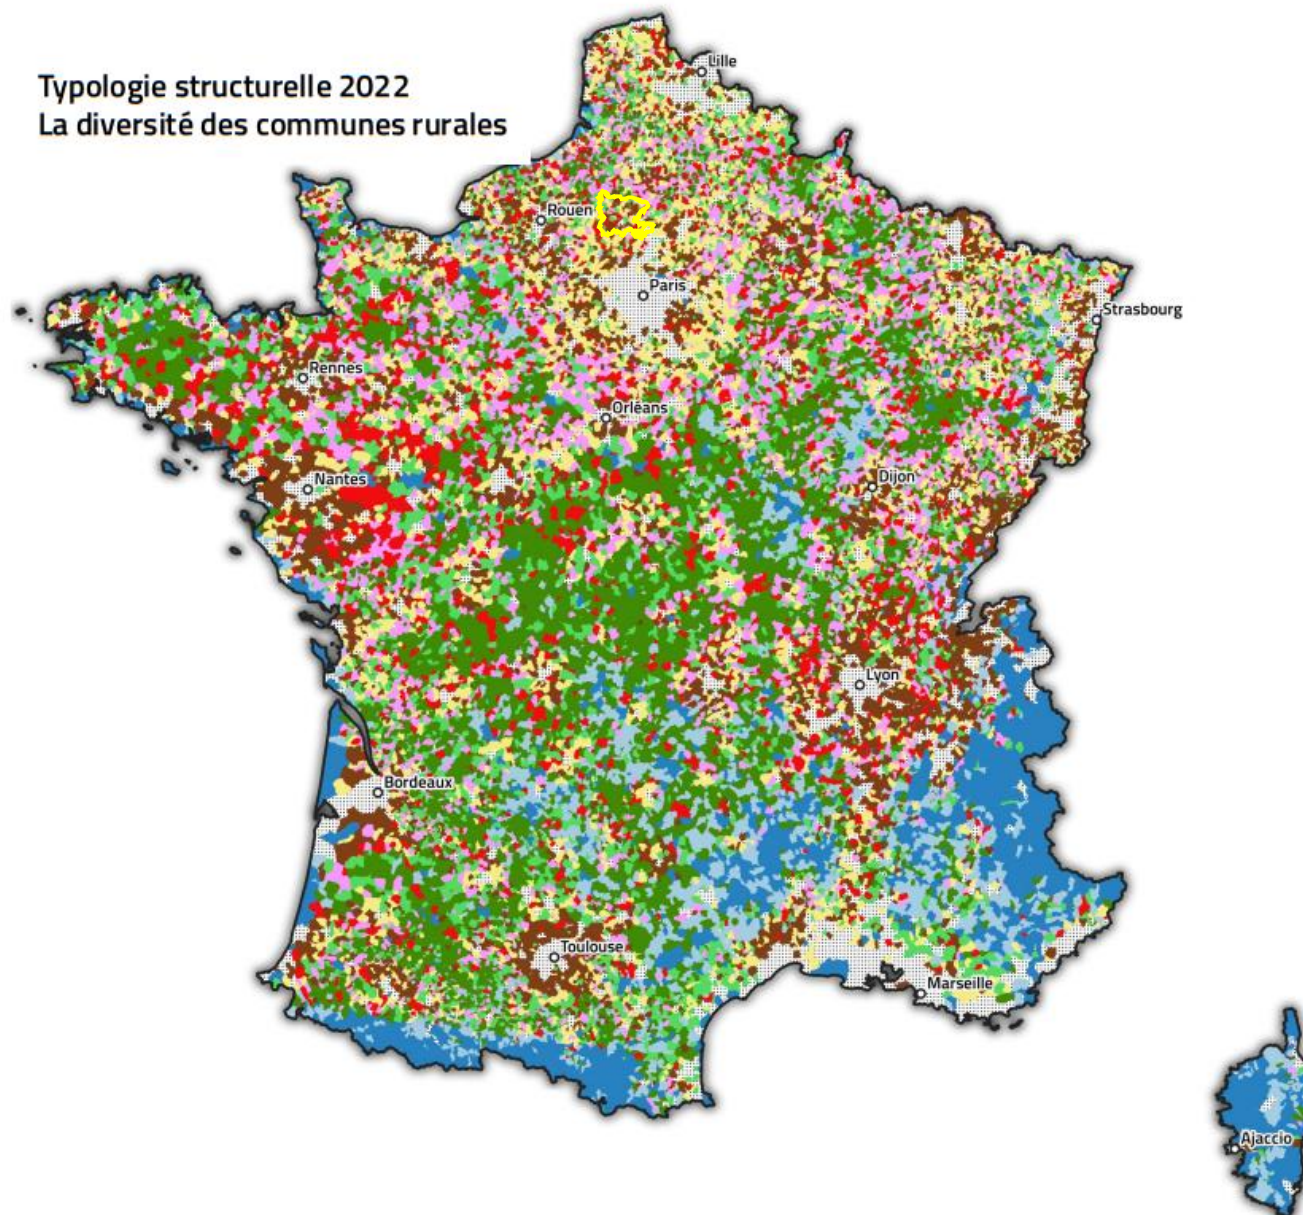 Typologie structurelle 2022
La diversité des communes rurales
Lille
Rouen
Paris
Strasbourg
Rennes
Orléans
Nantes
Dijon
Lyon
Bordeaux
Toulouse
Marseille
Ajaccio